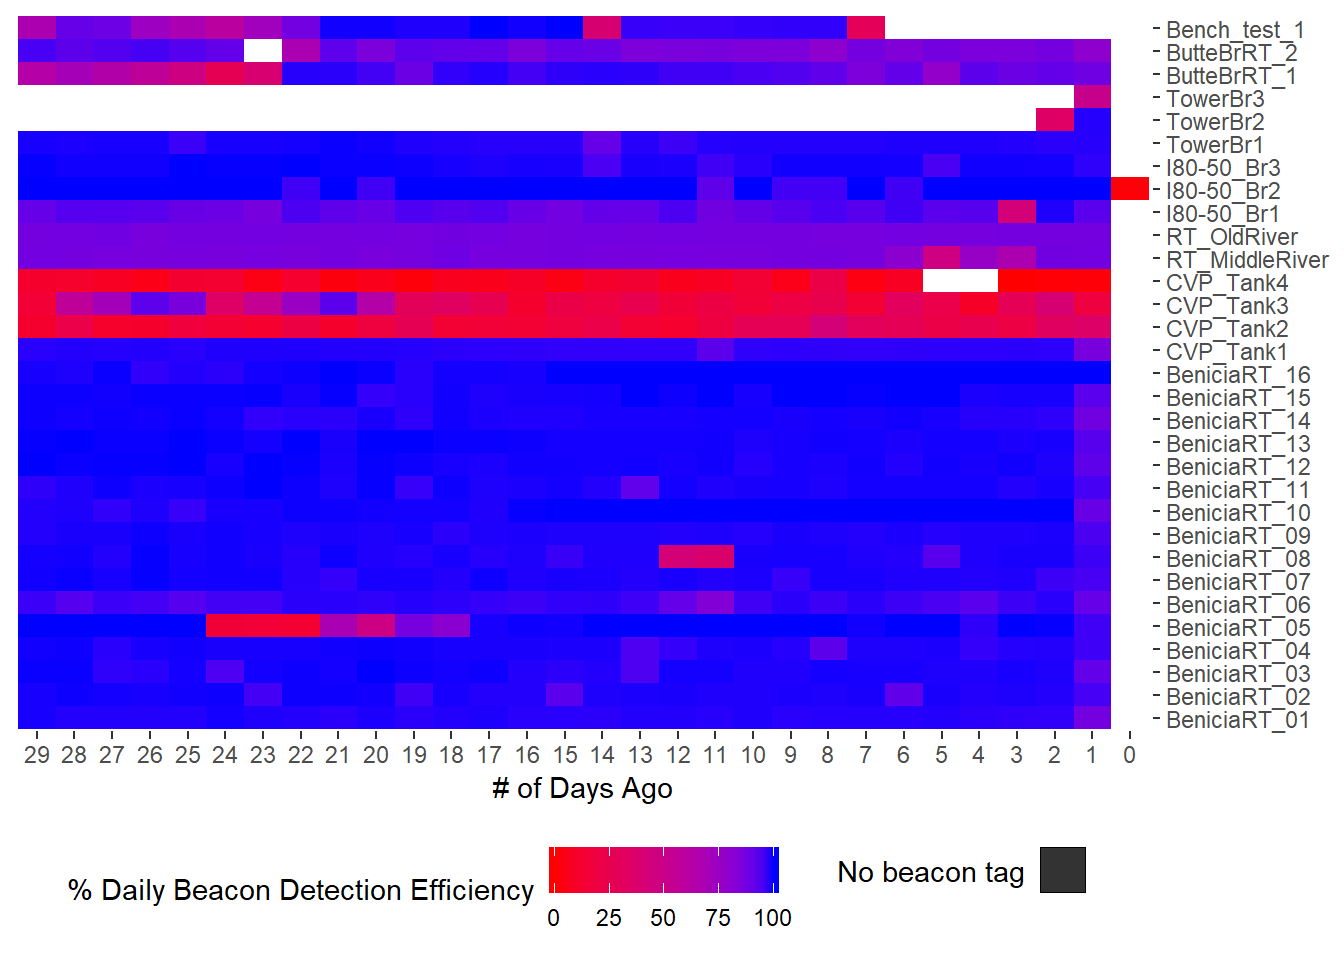 Bench_test_1
ButteBrRT_2
ButteBrRT_1
TowerBr3
TowerBr2
TowerBr1
I80-50_Br3
I80-50_Br2
I80-50_Br1
RT_OldRiver
RT_MiddleRiver
CVP_Tank4
CVP_Tank3
CVP_Tank2
CVP_Tank1
BeniciaRT_16
BeniciaRT_15
BeniciaRT_14
BeniciaRT_13
BeniciaRT_12
BeniciaRT_11
BeniciaRT_10
BeniciaRT_09
BeniciaRT_08
BeniciaRT_07
BeniciaRT_06
BeniciaRT_05
BeniciaRT_04
BeniciaRT_03
BeniciaRT_02
BeniciaRT_01
29 28 27 26 25 24 23 22 21 20 19 18 17 16 15 14 13 12 11 10 9 8 7 6 5 4 3 2 1 0
# of Days Ago
% Daily Beacon Detection Efficiency
0 25 50 75 100
No beacon tag